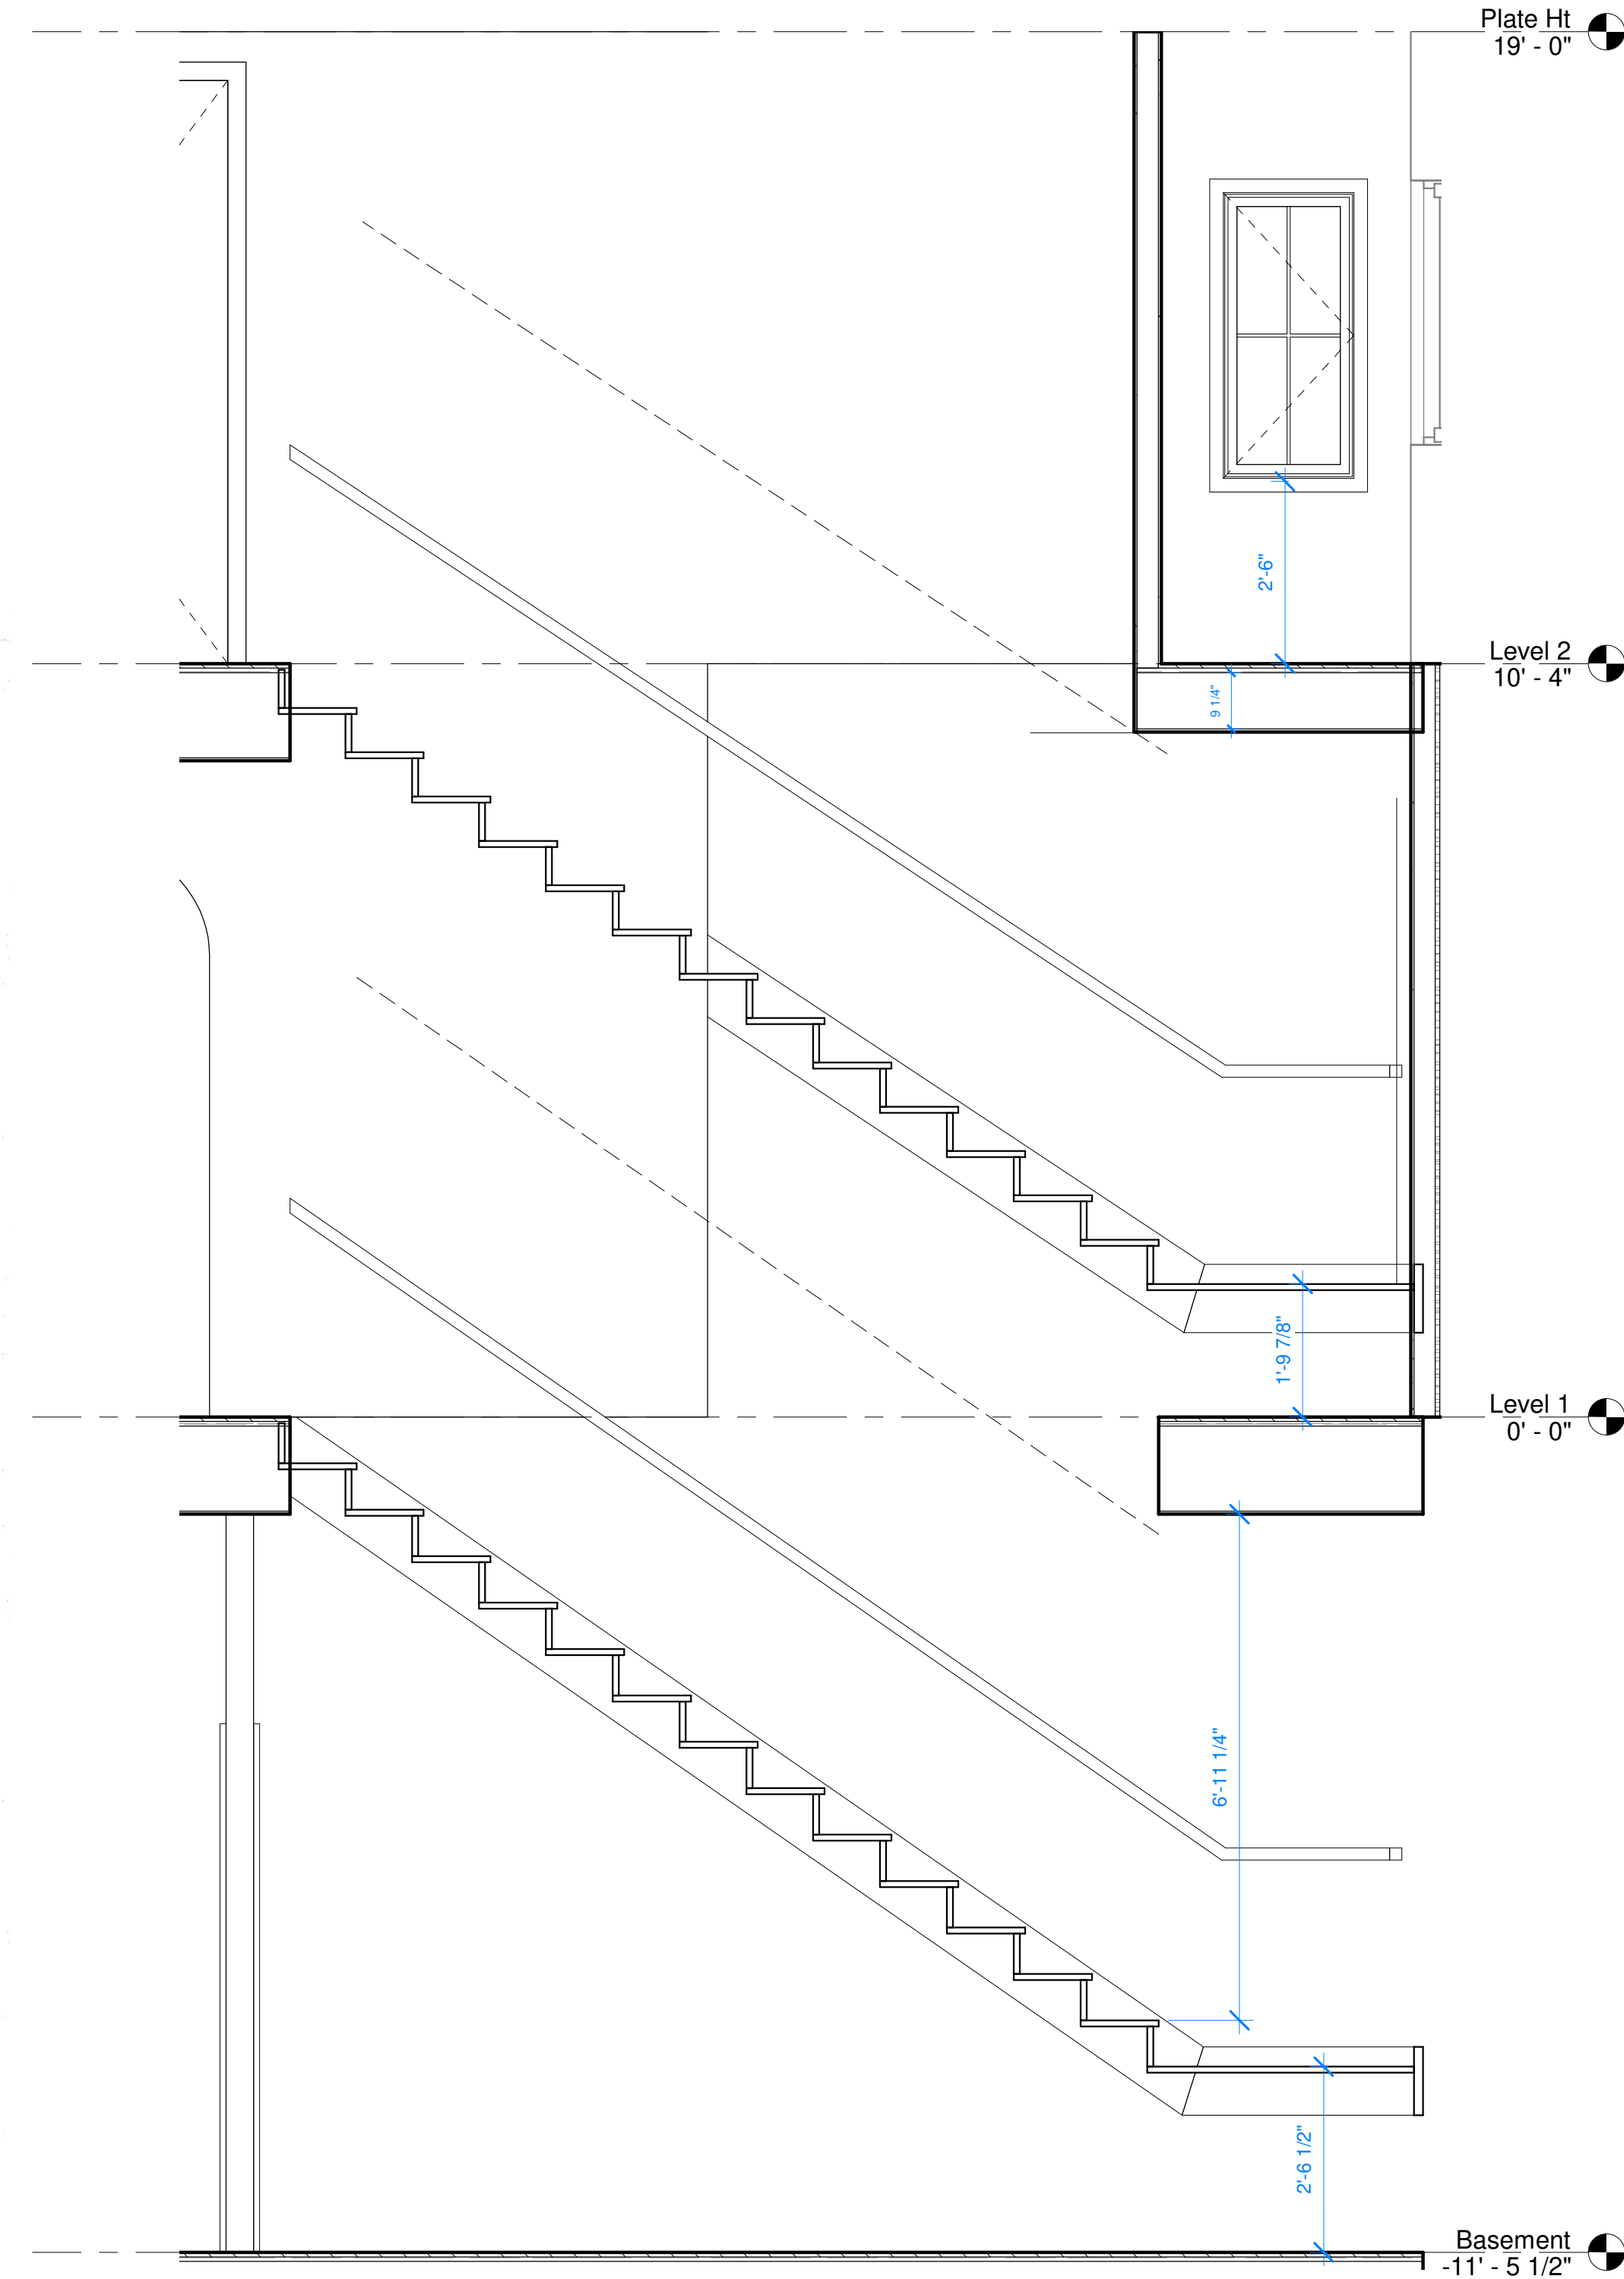 Plate Ht
19' - 0"
2'-6"
Level 2
10' - 4"
9 1/4"
1'-9 7/8"
Level 1
0' - 0"
6'-11 1/4"
2'-6 1/2"
Basement
-11' - 5 1/2"